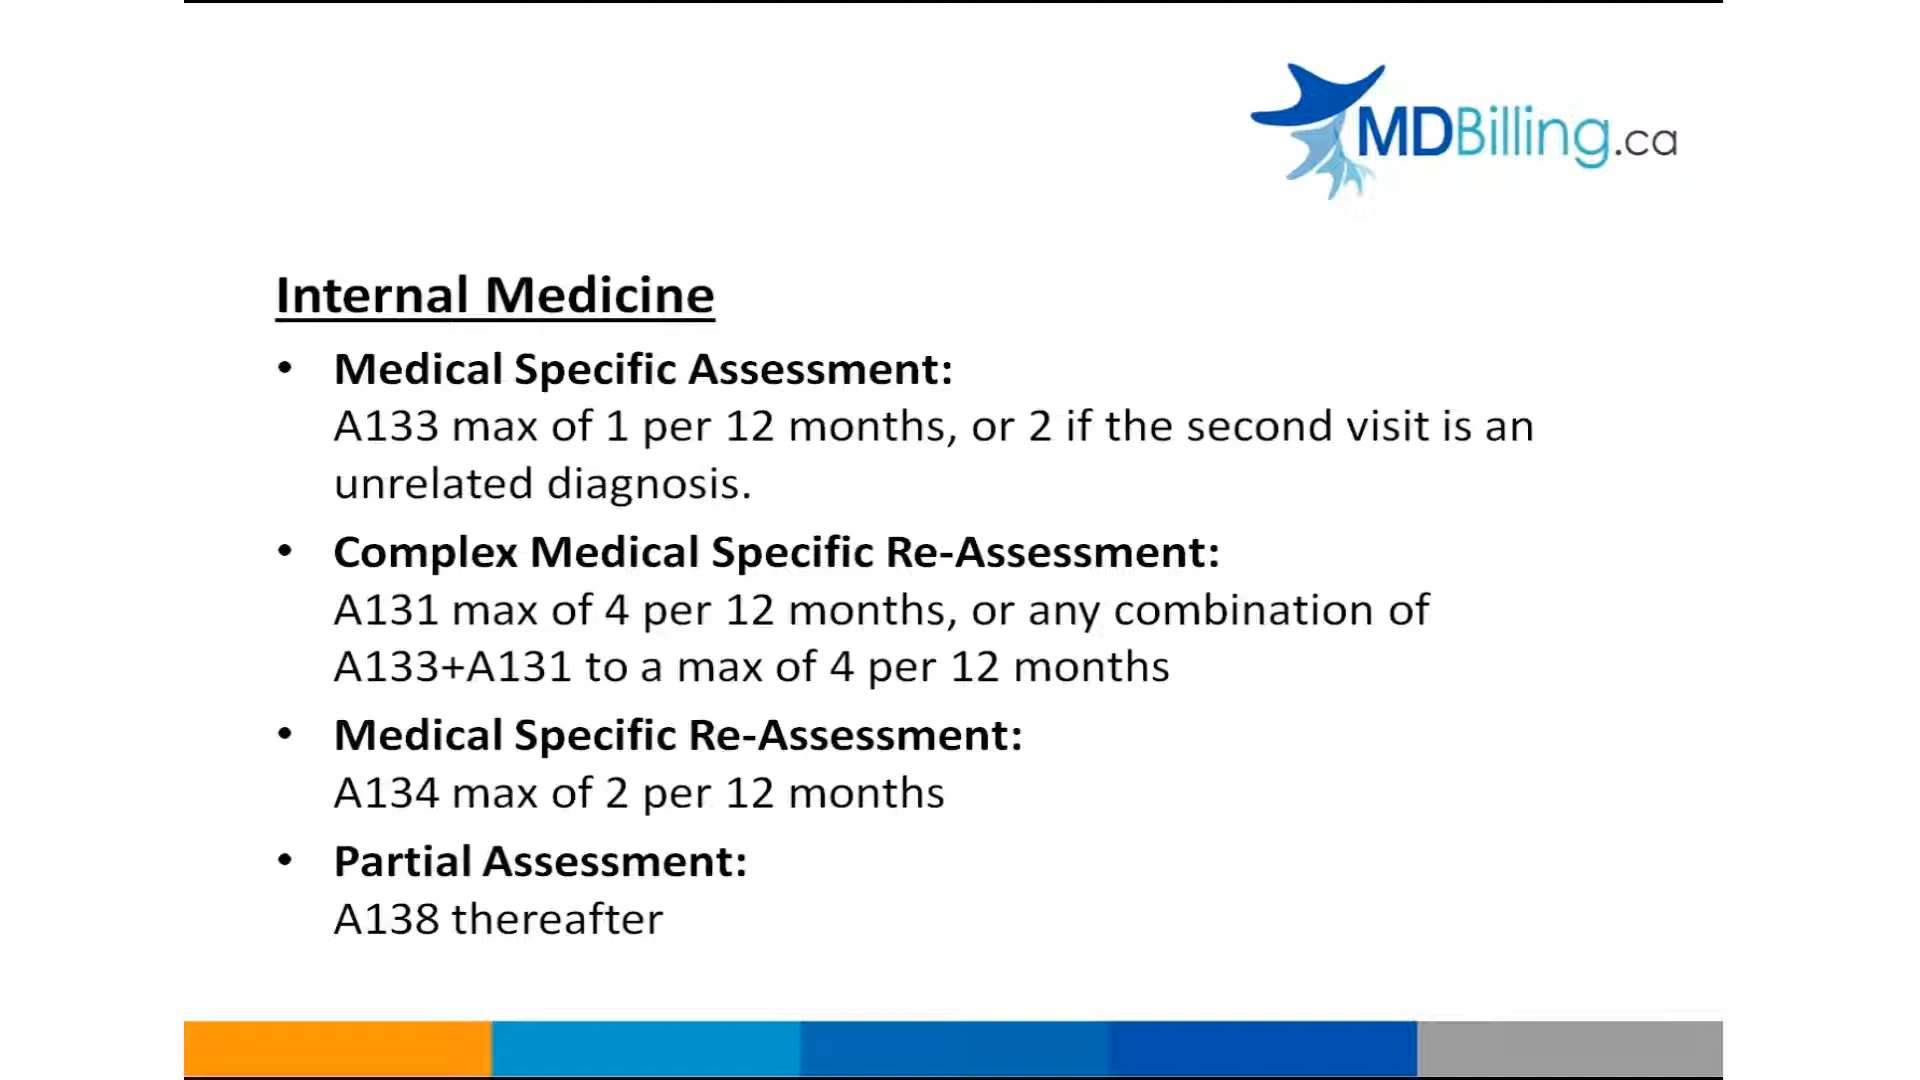 MDBilling.ca
Internal Medicine
• Medical Specific Assessment:
A133 max of 1 per 12 months, or 2 if the second visit is an
unrelated diagnosis.
• Complex Medical Specific Re-Assessment:
A131 max of 4 per 12 months, or any combination of
A133+A131 to a max of 4 per 12 months
• Medical Specific Re-Assessment:
A134 max of 2 per 12 months
• Partial Assessment:
A138 thereafter